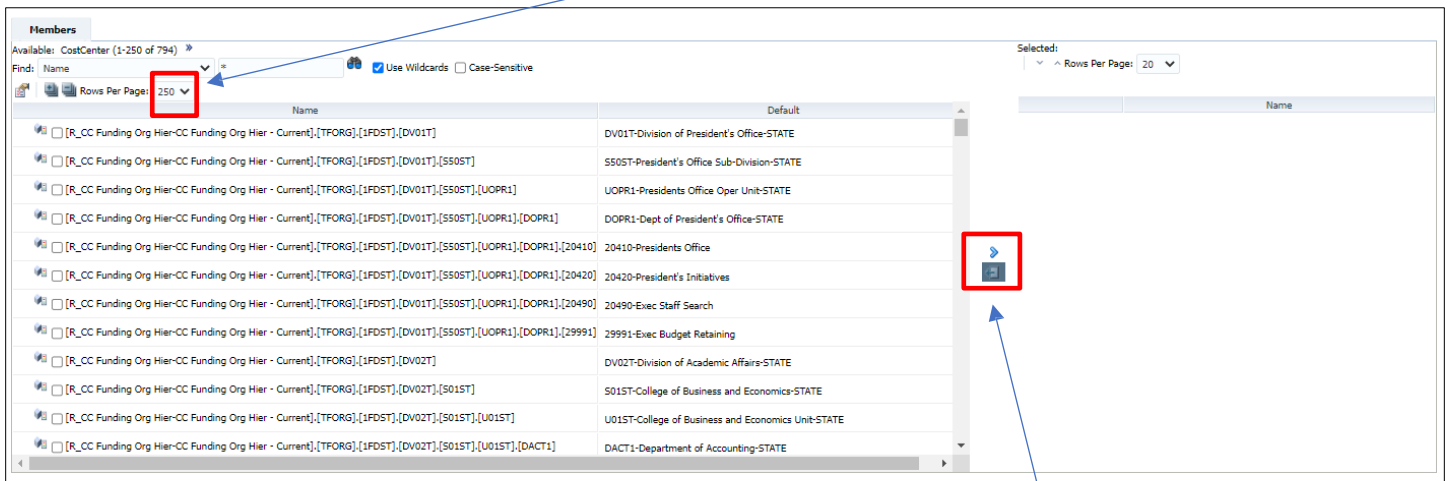 Members
Available: CostCenter (1-250 of 794) »
Selected:
Find: Name * Use Wildcards Case-Sensitive
Rows Per Page: 20
Rows Per Page: 250
Name Default
Name
[R_CC Funding Org Hier-CC Funding Org Hier - Current].[TFORG].[1FDST].[DV01T] DV01T-Division of President's Office-STATE
[R_CC Funding Org Hier-CC Funding Org Hier - Current].[TFORG].[1FDST].[DV01T].[S50ST] S50ST-President's Office Sub-Division-STATE
[R_CC Funding Org Hier-CC Funding Org Hier - Current].[TFORG].[1FDST].[DV01T].[S50ST].[UOPR1] UOPR1-Presidents Office Oper Unit-STATE
[R_CC Funding Org Hier-CC Funding Org Hier - Current].[TFORG].[1FDST].[DV01T].[S50ST].[UOPR1].[DOPR1] DOPR1-Dept of President's Office-STATE
[R_CC Funding Org Hier-CC Funding Org Hier - Current].[TFORG].[1FDST].[DV01T].[S50ST].[UOPR1].[DOPR1].[20410] 20410-Presidents Office
[R_CC Funding Org Hier-CC Funding Org Hier - Current].[TFORG].[1FDST].[DV01T].[S50ST].[UOPR1].[DOPR1].[20420] 20420-President's Initiatives
[R_CC Funding Org Hier-CC Funding Org Hier - Current].[TFORG].[1FDST].[DV01T].[S50ST].[UOPR1].[DOPR1].[20490] 20490-Exec Staff Search
[R_CC Funding Org Hier-CC Funding Org Hier - Current].[TFORG].[1FDST].[DV01T].[S50ST].[UOPR1].[DOPR1].[29991] 29991-Exec Budget Retaining
[R_CC Funding Org Hier-CC Funding Org Hier - Current].[TFORG].[1FDST].[DV02T] DV02T-Division of Academic Affairs-STATE
[R_CC Funding Org Hier-CC Funding Org Hier - Current].[TFORG].[1FDST].[DV02T].[S01ST] S01ST-College of Business and Economics-STATE
[R_CC Funding Org Hier-CC Funding Org Hier - Current].[TFORG].[1FDST].[DV02T].[S01ST].[U01ST] U01ST-College of Business and Economics Unit-STATE
[R_CC Funding Org Hier-CC Funding Org Hier - Current].[TFORG].[1FDST].[DV02T].[S01ST].[U01ST].[DACT1] DACT1-Department of Accounting-STATE